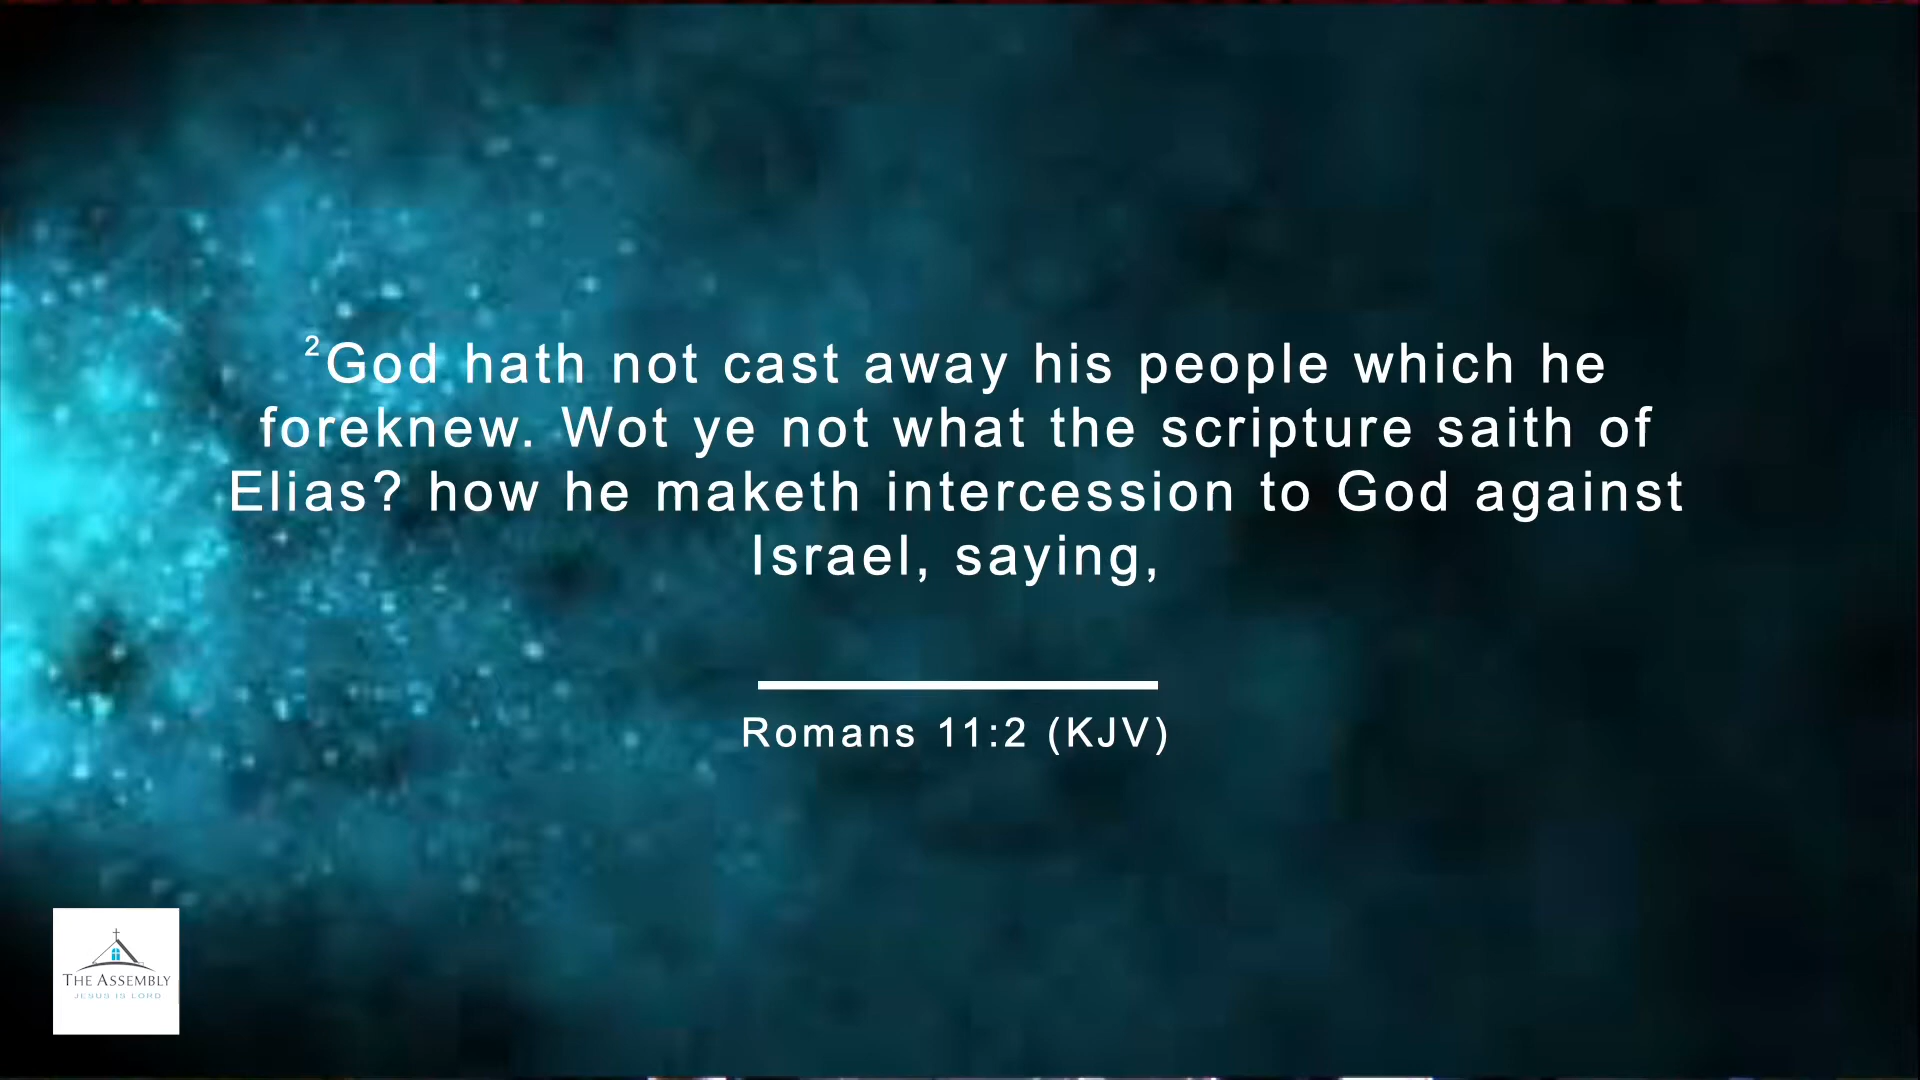 ²God hath not cast away his people which he
foreknew. Wot ye not what the scripture saith of
Elias? how he maketh intercession to God against
Israel, saying,
Romans 11:2 (KJV)
THE ASSEMBLY
JESUS IS LORD